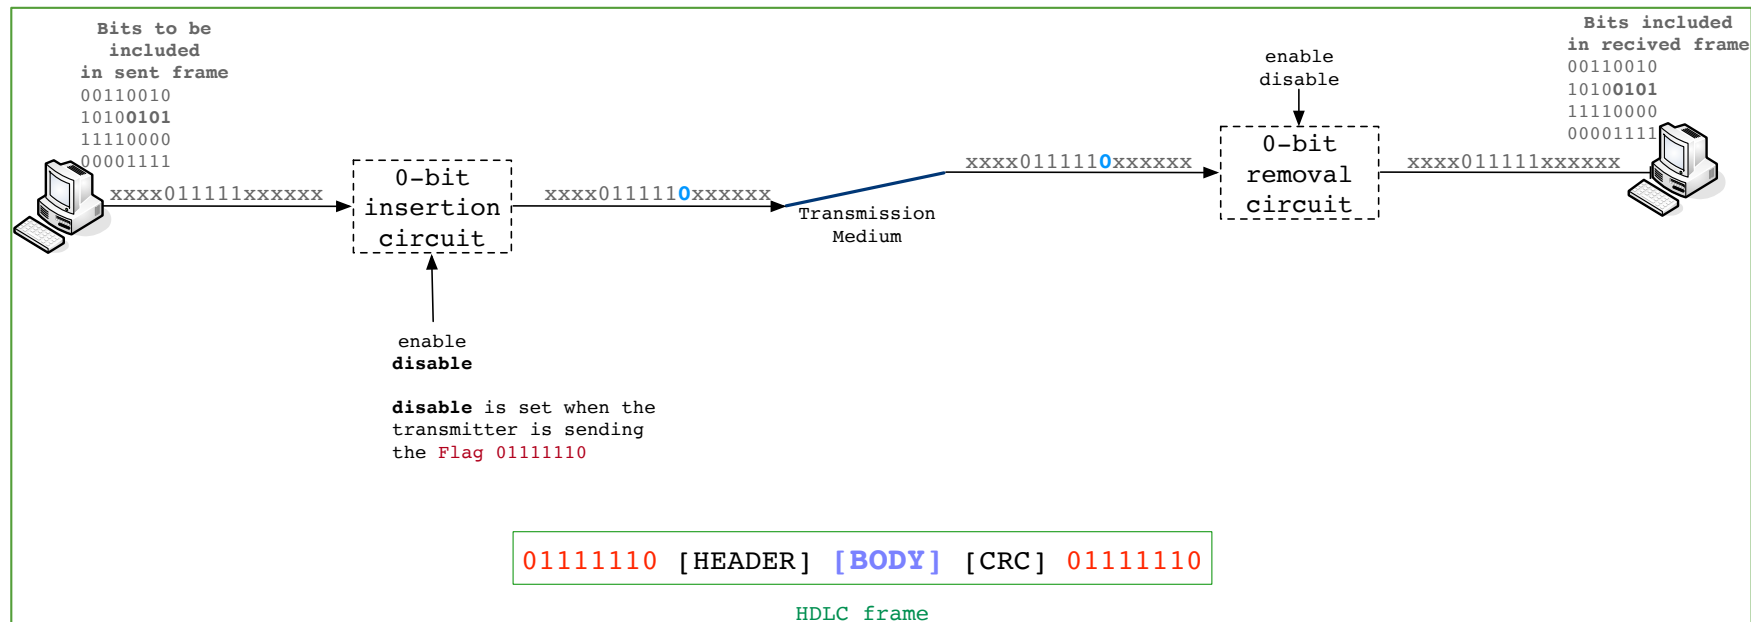 Bits to be
included
in sent frame
00110010
10100101
11110000
00001111
xxxx011111xxxxxx
0-bit
insertion
circuit
xxxx0111110xxxxxx
enable
disable
disable is set when the
transmitter is sending
the Flag 01111110
Transmission
Medium
xxxx0111110xxxxxx
enable
disable
0-bit
removal
circuit
xxxx011111xxxxxx
Bits included
in recived frame
00110010
10100101
11110000
00001111
01111110 [HEADER] [BODY] [CRC] 01111110
HDLC frame